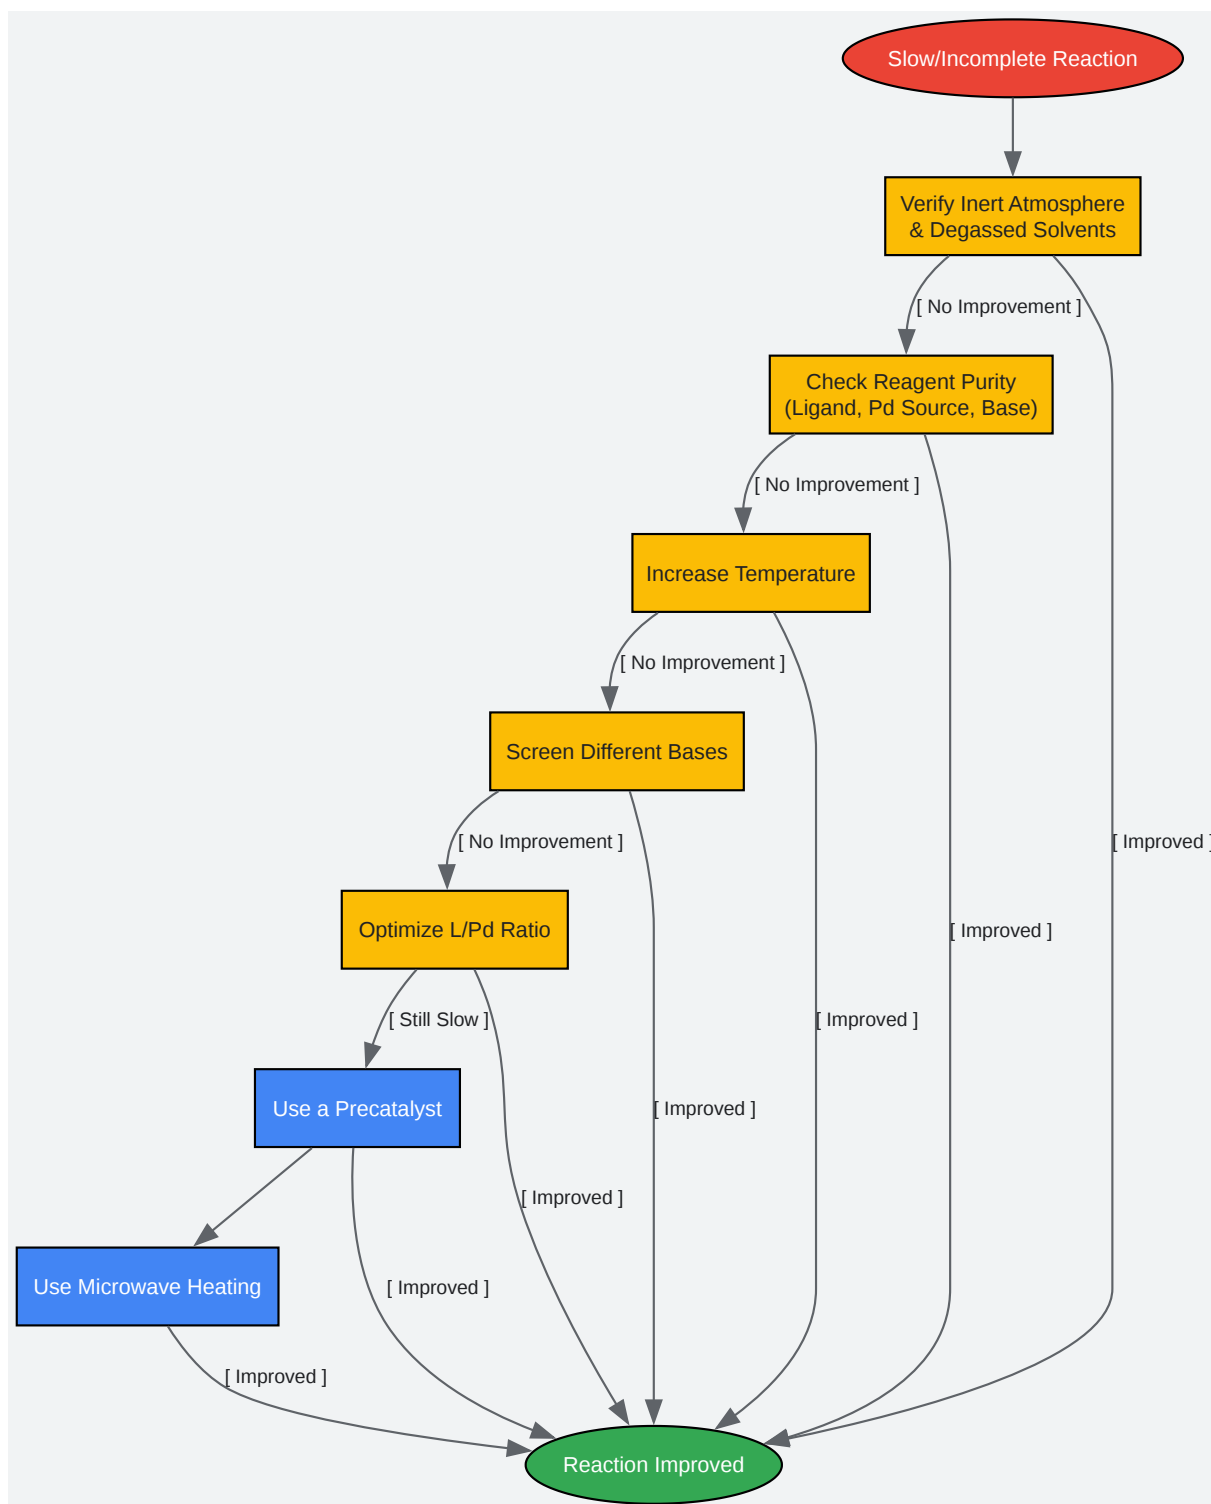 Slow/Incomplete Reaction
Verify Inert Atmosphere
& Degassed Solvents
[ No Improvement ]
Check Reagent Purity
(Ligand, Pd Source, Base)
[ No Improvement ]
Increase Temperature
[ No Improvement ]
Screen Different Bases
[ No Improvement ]
[ Improved ]
Optimize L/Pd Ratio
[ Improved ]
[ Still Slow ]
[ Improved ]
Use a Precatalyst
[ Improved ]
[ Improved ]
Use Microwave Heating
[ Improved ]
[ Improved ]
Reaction Improved